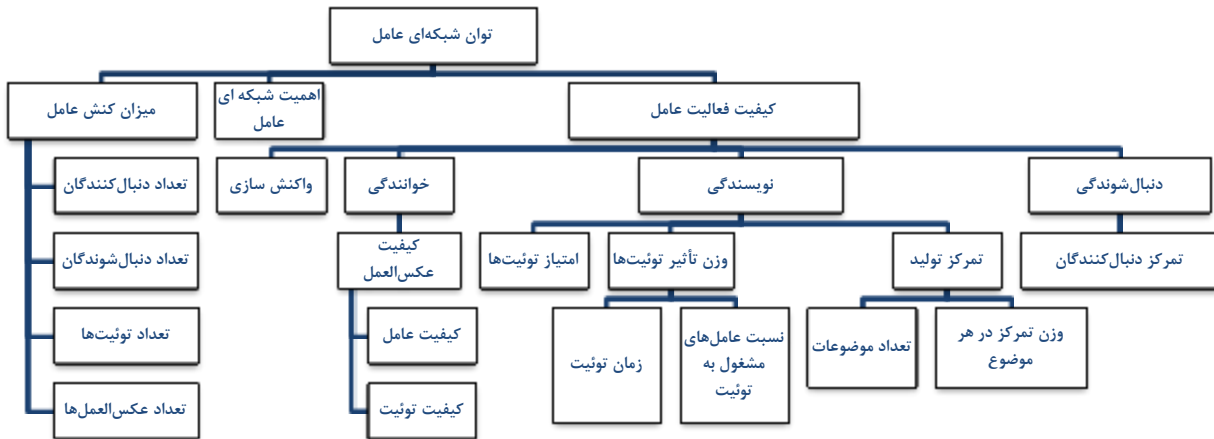 توان شبکه‌ای عامل
کیفیت فعالیت عامل
اهمیت شبکه ای
عامل
میزان کنش عامل
دنبال‌شوندگی
نویسندگی
خوانندگی
واکنش سازی
تعداد دنبال‌کنندگان
تمرکز دنبال‌کنندگان
تمرکز تولید
وزن تأثیر توئیت‌ها
امتیاز توئیت‌ها
کیفیت
عکس‌العمل
تعداد دنبال‌شوندگان
وزن تمرکز در هر
موضوع
تعداد موضوعات
نسبت عامل‌های
مشغول به
توئیت
زمان توئیت
کیفیت عامل
تعداد توئیت‌ها
کیفیت توئیت
تعداد عکس‌العمل‌ها